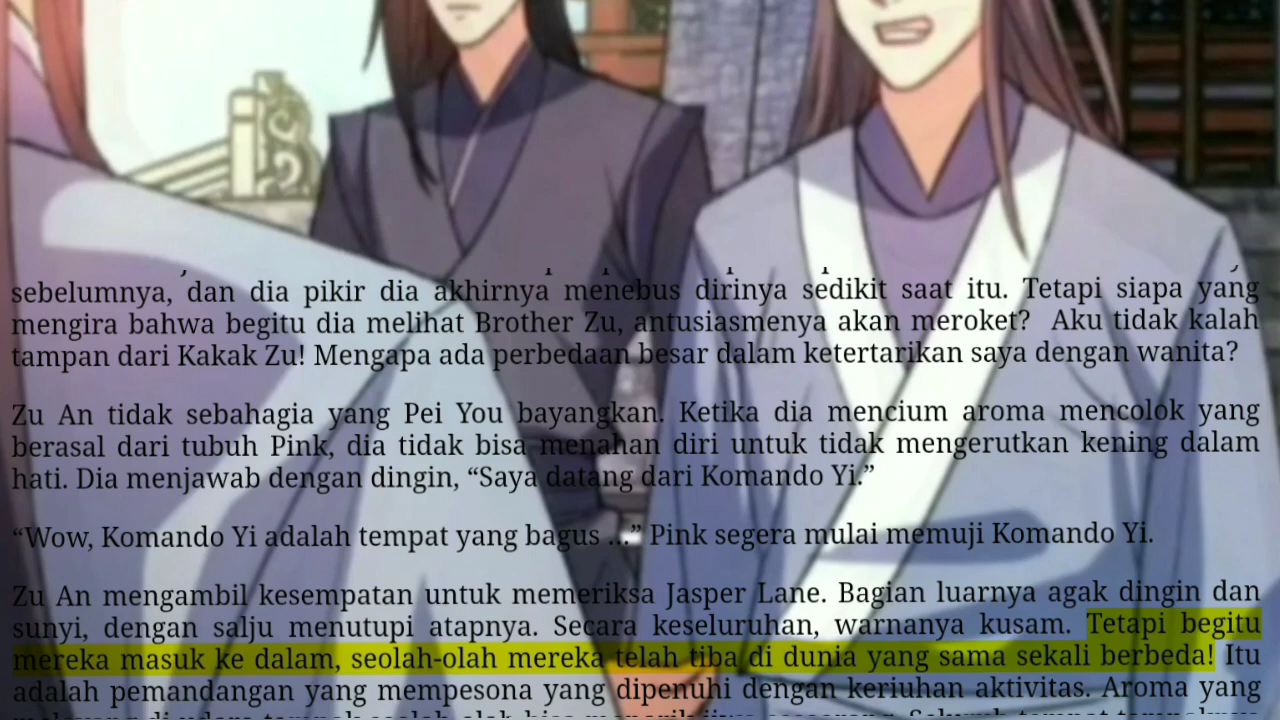 sebelumnya, dan dia pikir dia akhirnya menebus dirinya sedikit saat itu. Tetapi siapa yang
mengira bahwa begitu dia melihat Brother Zu, antusiasmenya akan meroket? Aku tidak kalah
tampan dari Kakak Zu! Mengapa ada perbedaan besar dalam ketertarikan saya dengan wanita?
Zu An tidak sebahagia yang Pei You bayangkan. Ketika dia mencium aroma mencolok yang
berasal dari tubuh Pink, dia tidak bisa menahan diri untuk tidak mengerutkan kening dalam
hati. Dia menjawab dengan dingin, “Saya datang dari Komando Yi.”
“Wow, Komando Yi adalah tempat yang bagus ...” Pink segera mulai memuji Komando Yi.
Zu An mengambil kesempatan untuk memeriksa Jasper Lane. Bagian luarnya agak dingin dan
sunyi, dengan salju menutupi atapnya. Secara keseluruhan, warnanya kusam. Tetapi begitu
mereka masuk ke dalam, seolah-olah mereka telah tiba di dunia yang sama sekali berbeda! Itu
adalah pemandangan yang mempesona yang dipenuhi dengan keriuhan aktivitas. Aroma yang